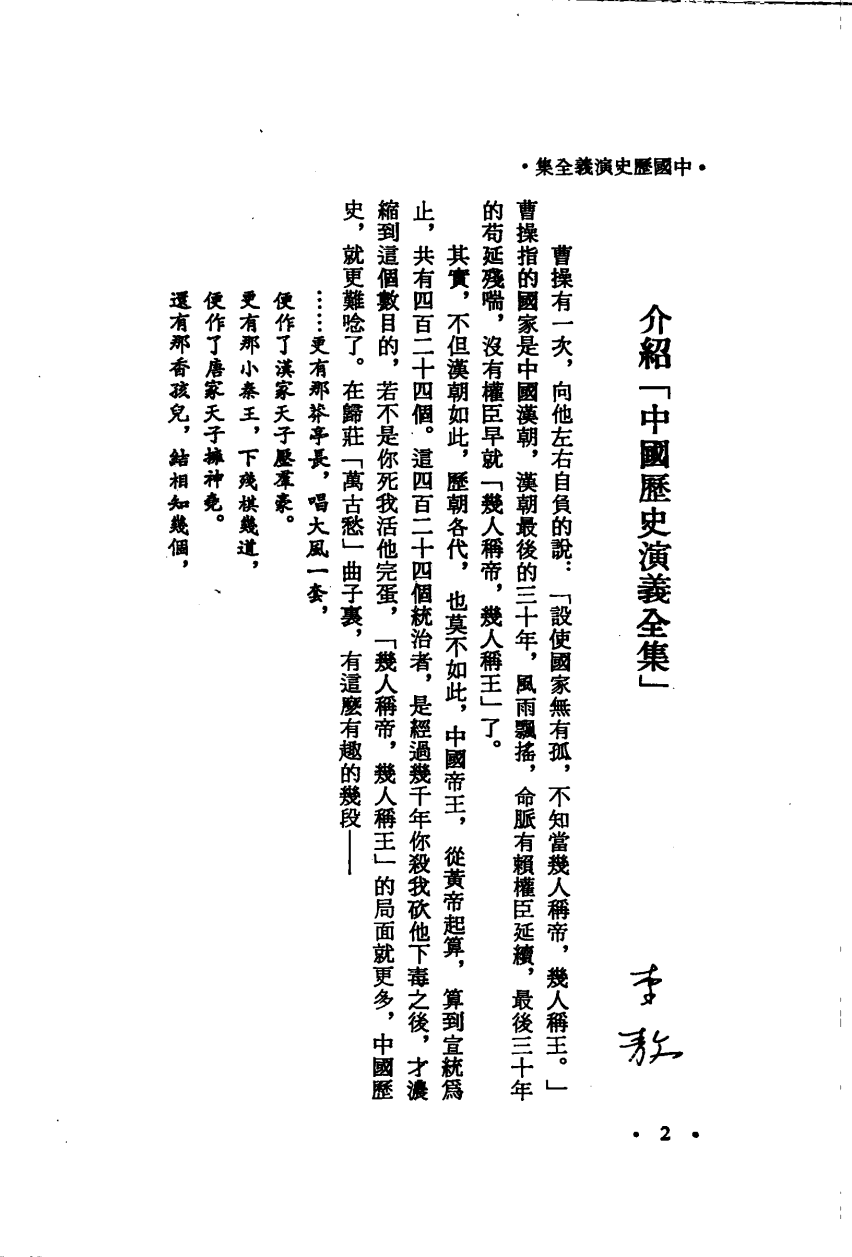 ·中國歷史演義全集·
介紹「中國歷史演義全集」
李敖
曹操有一次，向他左右自負的說：「設使國家無有孤，不知當幾人稱帝，幾人稱王。」
曹操指的國家是中國漢朝，漢朝最後的三十年，風雨飄搖，命脈有賴權臣延續，最後三十年
的苟延殘喘，沒有權臣早就「幾人稱帝，幾人稱王」了。
其實，不但漢朝如此，歷朝各代，也莫不如此，中國帝王，從黃帝起算，算到宣統爲
止，共有四百二十四個。這四百二十四個統治者，是經過幾千年你殺我砍他下毒之後，才濃
縮到這個數目的，若不是你死我活他完蛋，「幾人稱帝，幾人稱王」的局面就更多，中國歷
史，就更難唸了。在歸莊「萬古愁」曲子裏，有這麼有趣的幾段——
……更有那莽亭長，唱大風一套，
便作了漢家天子壓羣豪。
更有那小秦王，下殘棋幾道，
便作了唐家天子擁神堯。
還有那香孩兒，結相知幾個，
· 2 ·